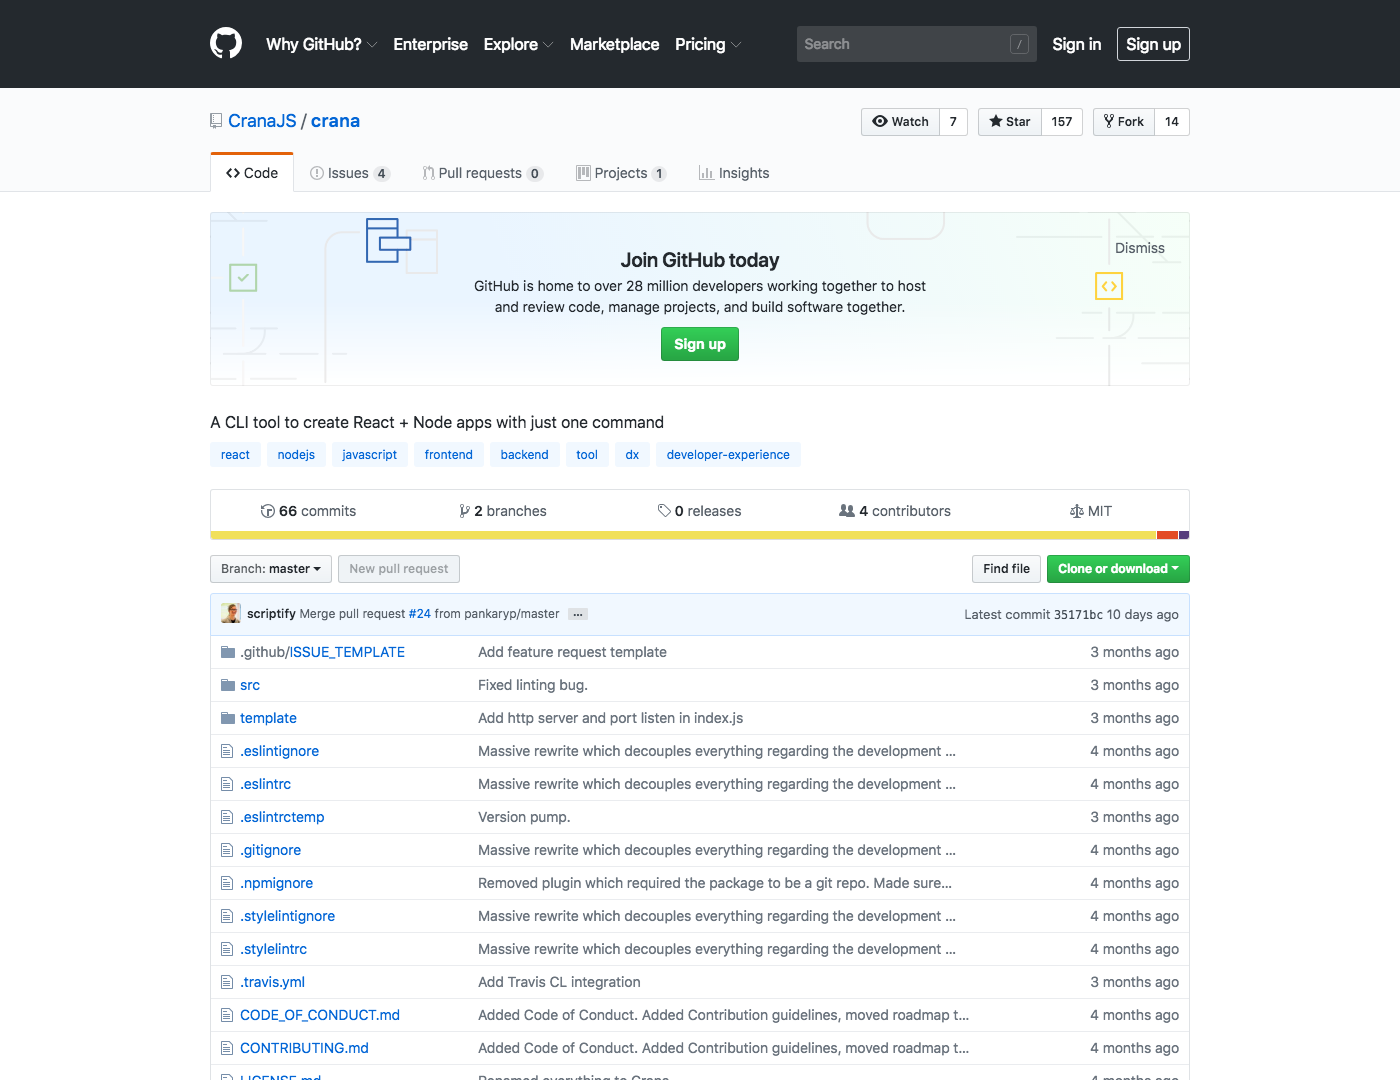 Why GitHub? Enterprise Explore Marketplace Pricing Search / Sign in Sign up
CranaJS / crana Watch 7 Star 157 Fork 14
Code Issues 4 Pull requests 0 Projects 1 Insights
Dismiss
Join GitHub today
GitHub is home to over 28 million developers working together to host
and review code, manage projects, and build software together.
Sign up
A CLI tool to create React + Node apps with just one command
react nodejs javascript frontend backend tool dx developer-experience
66 commits 2 branches 0 releases 4 contributors MIT
Branch: master New pull request Find file Clone or download
scriptify Merge pull request #24 from pankaryp/master … Latest commit 35171bc 10 days ago
.github/ISSUE_TEMPLATE Add feature request template 3 months ago
src Fixed linting bug. 3 months ago
template Add http server and port listen in index.js 3 months ago
.eslintignore Massive rewrite which decouples everything regarding the development … 4 months ago
.eslintrc Massive rewrite which decouples everything regarding the development … 4 months ago
.eslintrctemp Version pump. 3 months ago
.gitignore Massive rewrite which decouples everything regarding the development … 4 months ago
.npmignore Removed plugin which required the package to be a git repo. Made sure… 4 months ago
.stylelintignore Massive rewrite which decouples everything regarding the development … 4 months ago
.stylelintrc Massive rewrite which decouples everything regarding the development … 4 months ago
.travis.yml Add Travis CL integration 3 months ago
CODE_OF_CONDUCT.md Added Code of Conduct. Added Contribution guidelines, moved roadmap t… 4 months ago
CONTRIBUTING.md Added Code of Conduct. Added Contribution guidelines, moved roadmap t… 4 months ago
LICENSE.md Renamed everything to Crana 4 months ago